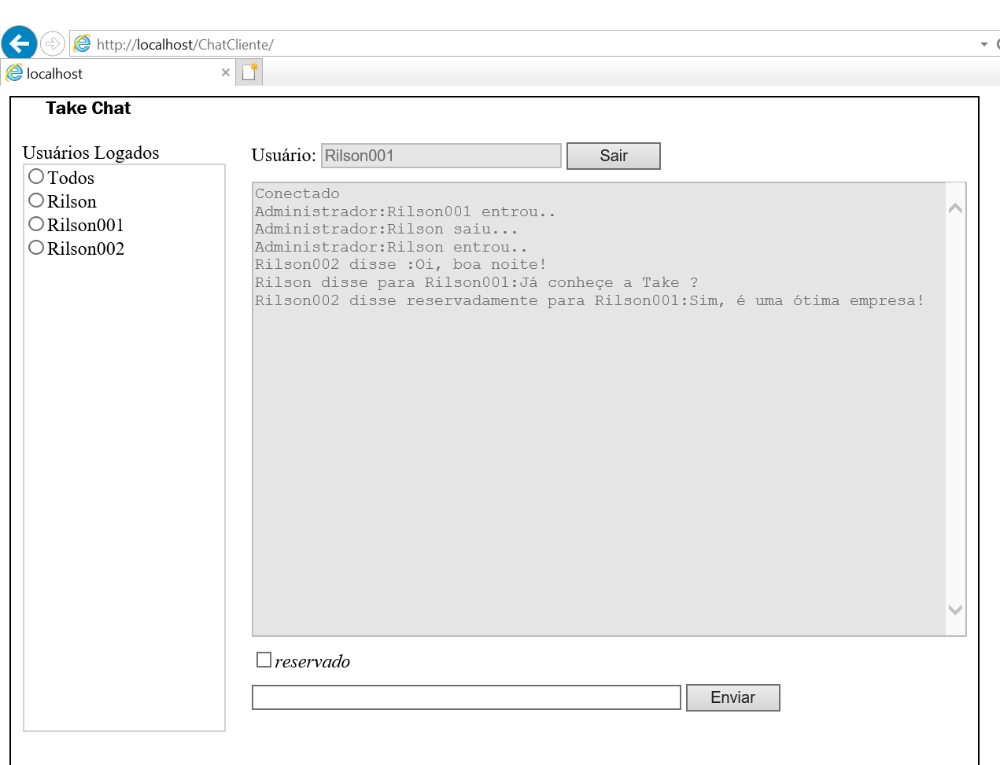 http://localhost/ChatCliente/
localhost
Take Chat
Usuários Logados
Todos
Rilson
Rilson001
Rilson002
Usuário: Rilson001 Sair
Conectado
Administrador:Rilson001 entrou..
Administrador:Rilson saiu...
Administrador:Rilson entrou..
Rilson002 disse :Oi, boa noite!
Rilson disse para Rilson001:Já conheçe a Take ?
Rilson002 disse reservadamente para Rilson001:Sim, é uma ótima empresa!
reservado
Enviar